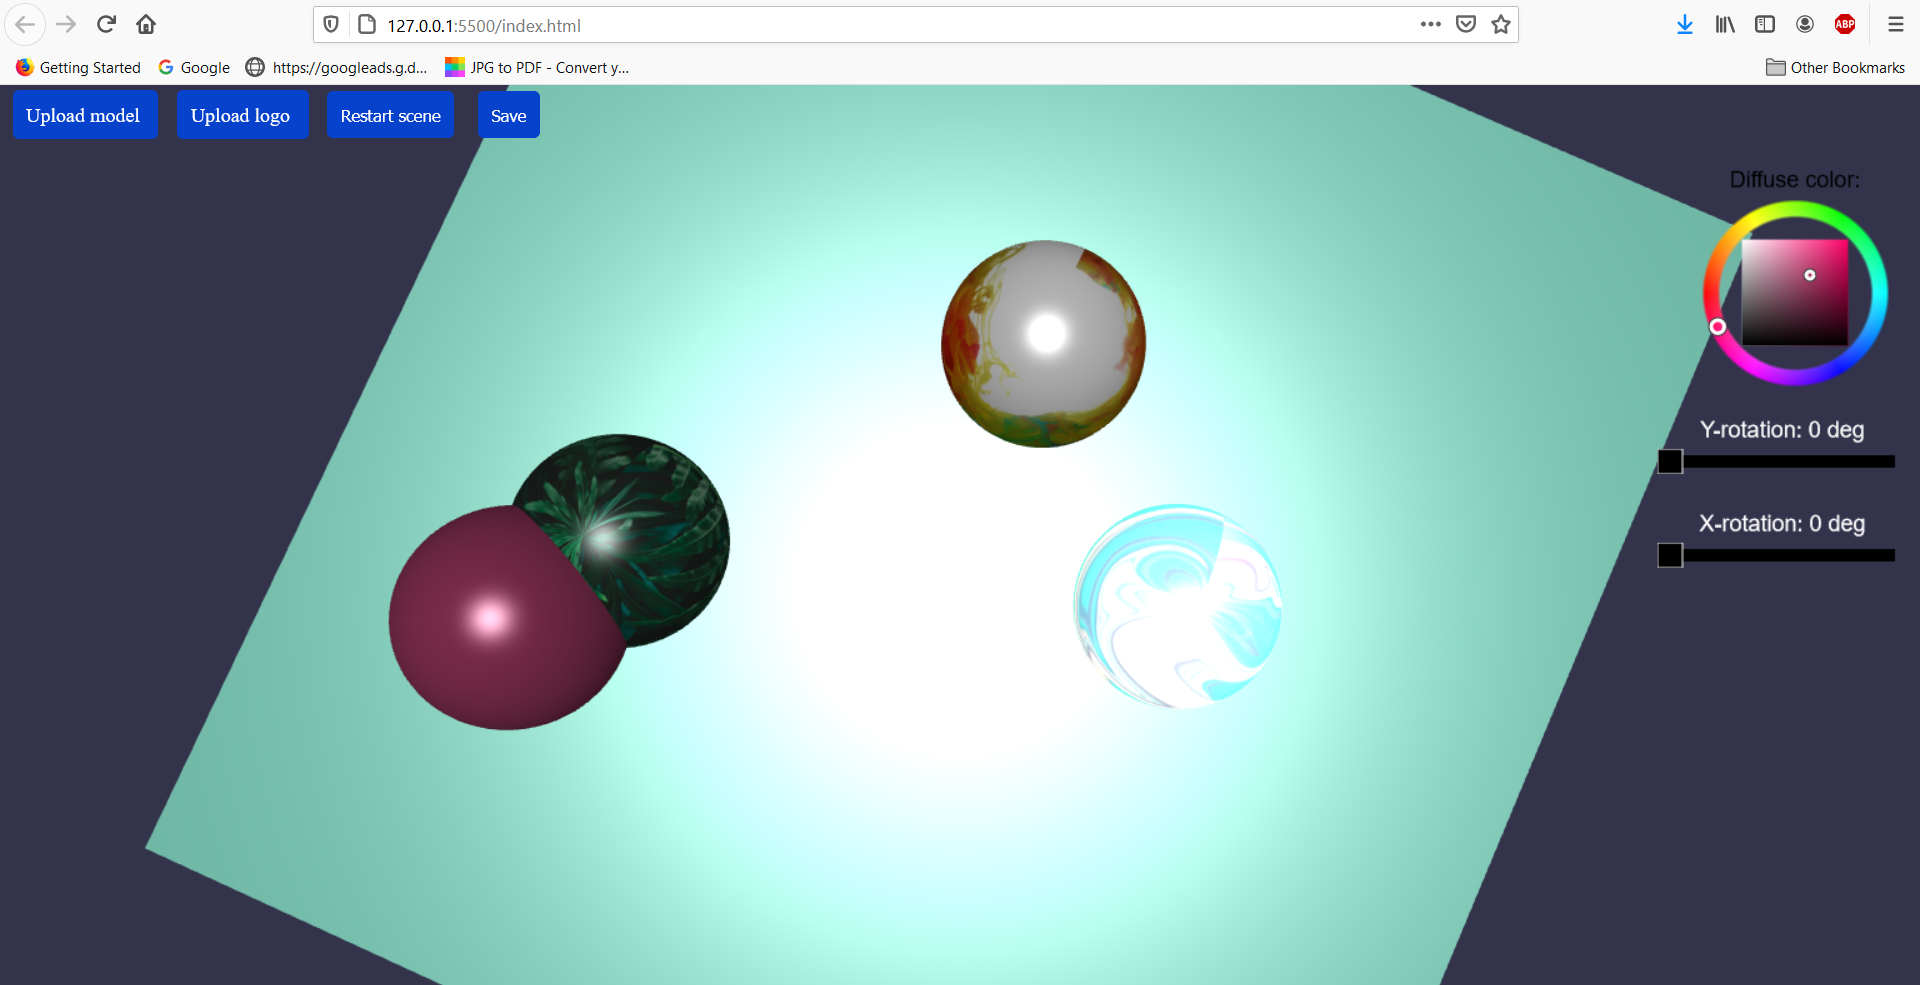 127.0.0.1:5500/index.html
ABP
Getting Started
Google
https://googleads.g.d...
JPG to PDF - Convert y...
Other Bookmarks
Upload model
Upload logo
Restart scene
Save
Diffuse color:
Y-rotation: 0 deg
X-rotation: 0 deg